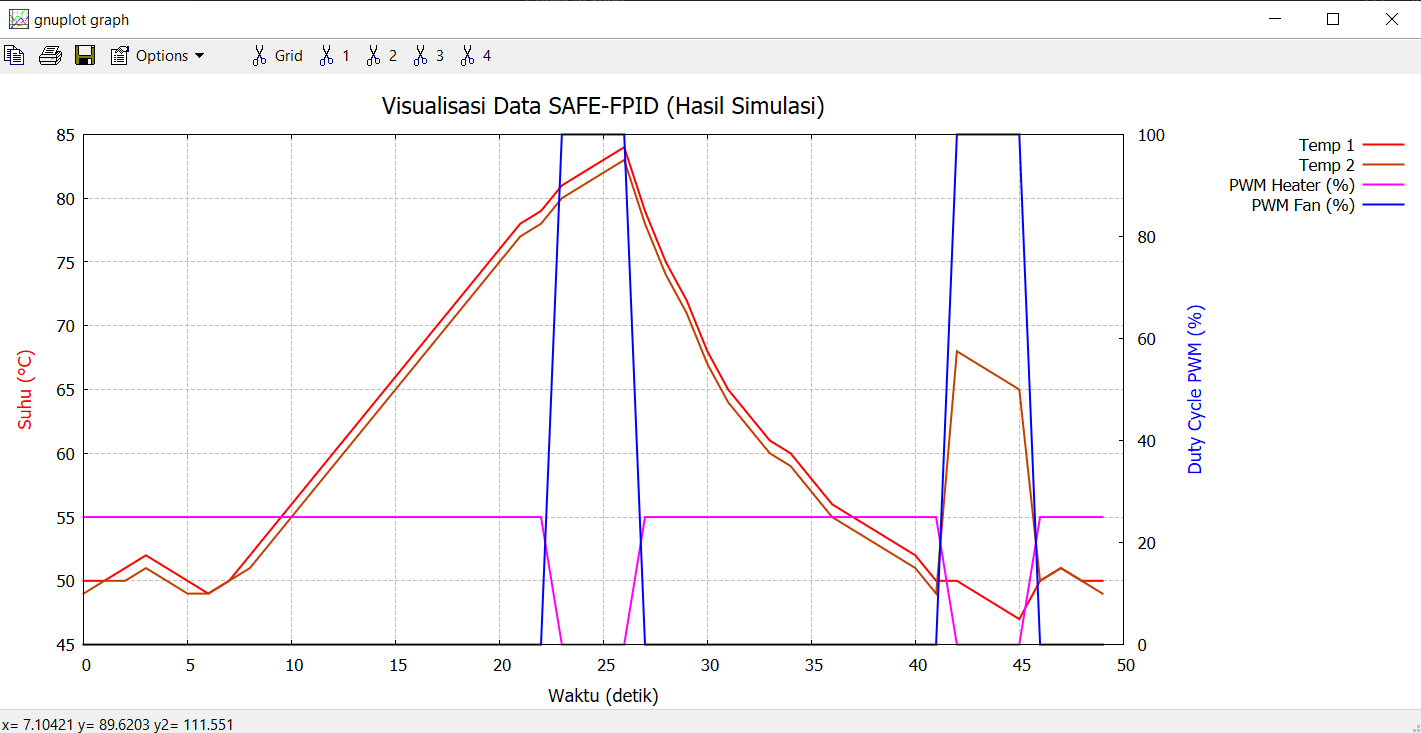 gnuplot graph
Options Grid 1 2 3 4
Visualisasi Data SAFE-FPID (Hasil Simulasi)
Temp 1
Temp 2
PWM Heater (%)
PWM Fan (%)
Suhu (°C)
85
80
75
70
65
60
55
50
45
0 5 10 15 20 25 30 35 40 45 50
Waktu (detik)
100
80
60
40
20
0
Duty Cycle PWM (%)
x= 7.10421 y= 89.6203 y2= 111.551